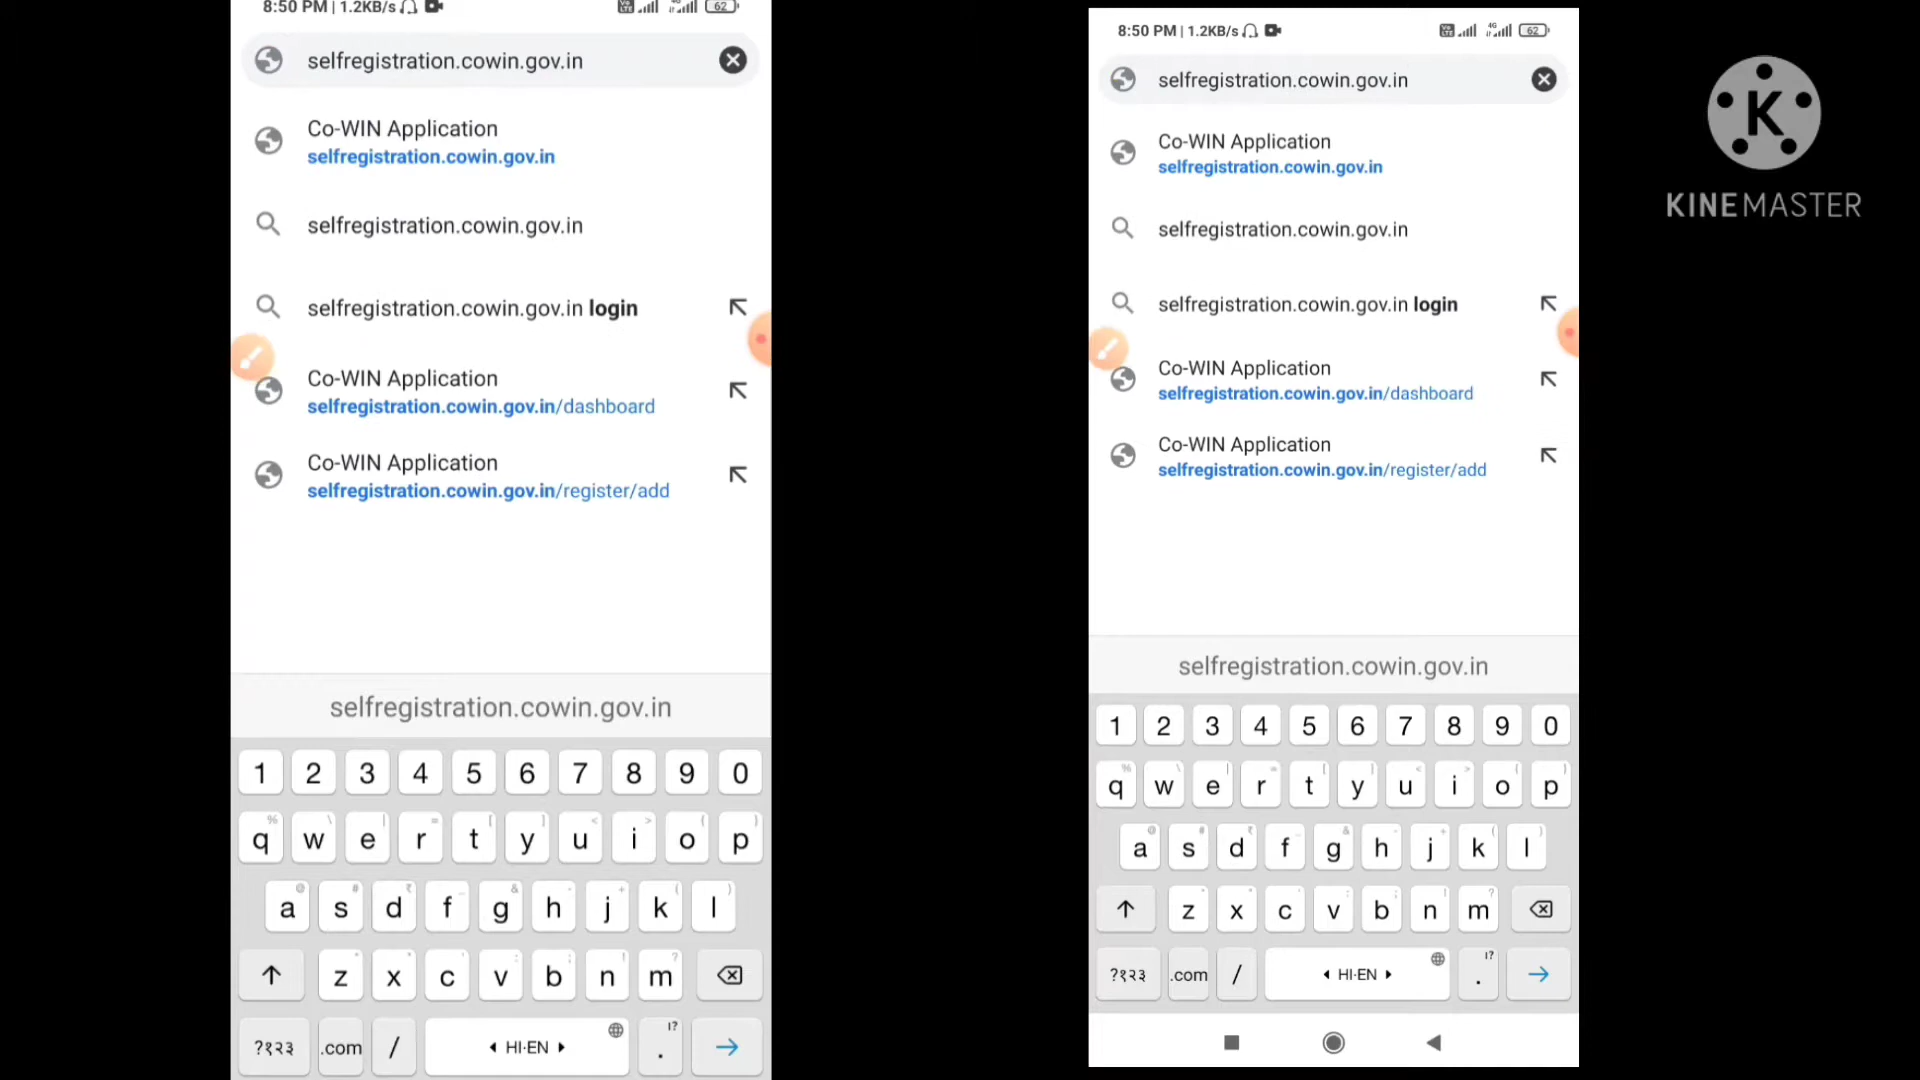 8:50 PM | 1.2KB/s
62
selfregistration.cowin.gov.in
Co-WIN Application
selfregistration.cowin.gov.in
selfregistration.cowin.gov.in
selfregistration.cowin.gov.in login
Co-WIN Application
selfregistration.cowin.gov.in/dashboard
Co-WIN Application
selfregistration.cowin.gov.in/register/add
selfregistration.cowin.gov.in
1 2 3 4 5 6 7 8 9 0
q w e r t y u i o p
a s d f g h j k l
z x c v b n m
?१२३ .com / HI·EN . !?
8:50 PM | 1.2KB/s
4G 62
selfregistration.cowin.gov.in
Co-WIN Application
selfregistration.cowin.gov.in
selfregistration.cowin.gov.in
selfregistration.cowin.gov.in login
Co-WIN Application
selfregistration.cowin.gov.in/dashboard
Co-WIN Application
selfregistration.cowin.gov.in/register/add
selfregistration.cowin.gov.in
1 2 3 4 5 6 7 8 9 0
q w e r t y u i o p
a s d f g h j k l
z x c v b n m
?१२३ .com / HI·EN . !?
K
KINEMASTER